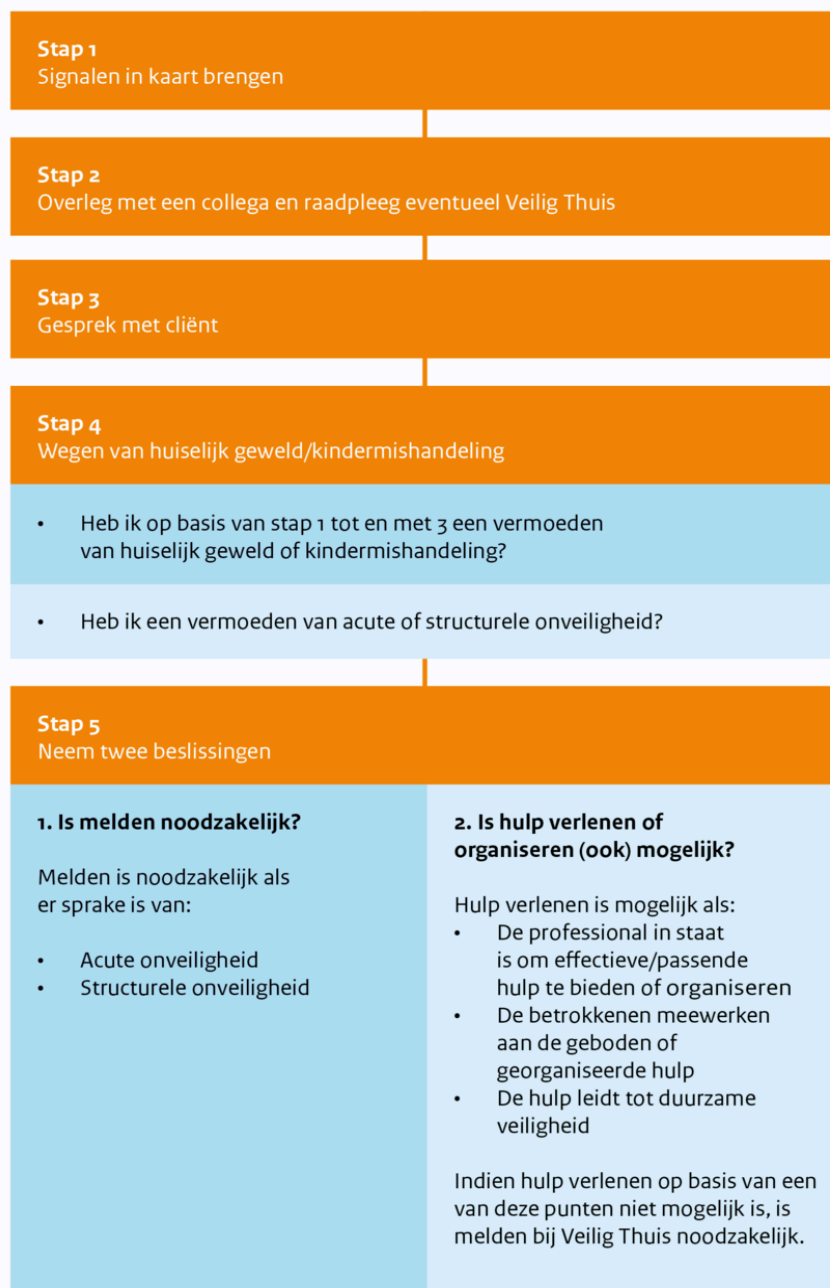 Stap 1
Signalen in kaart brengen
Stap 2
Overleg met een collega en raadpleeg eventueel Veilig Thuis
Stap 3
Gesprek met cliënt
Stap 4
Wegen van huiselijk geweld/kindermishandeling
• Heb ik op basis van stap 1 tot en met 3 een vermoeden
van huiselijk geweld of kindermishandeling?
• Heb ik een vermoeden van acute of structurele onveiligheid?
Stap 5
Neem twee beslissingen
1. Is melden noodzakelijk?
Melden is noodzakelijk als
er sprake is van:
• Acute onveiligheid
• Structurele onveiligheid
2. Is hulp verlenen of
organiseren (ook) mogelijk?
Hulp verlenen is mogelijk als:
• De professional in staat
is om effectieve/passende
hulp te bieden of organiseren
• De betrokkenen meewerken
aan de geboden of
georganiseerde hulp
• De hulp leidt tot duurzame
veiligheid
Indien hulp verlenen op basis van een
van deze punten niet mogelijk is, is
melden bij Veilig Thuis noodzakelijk.